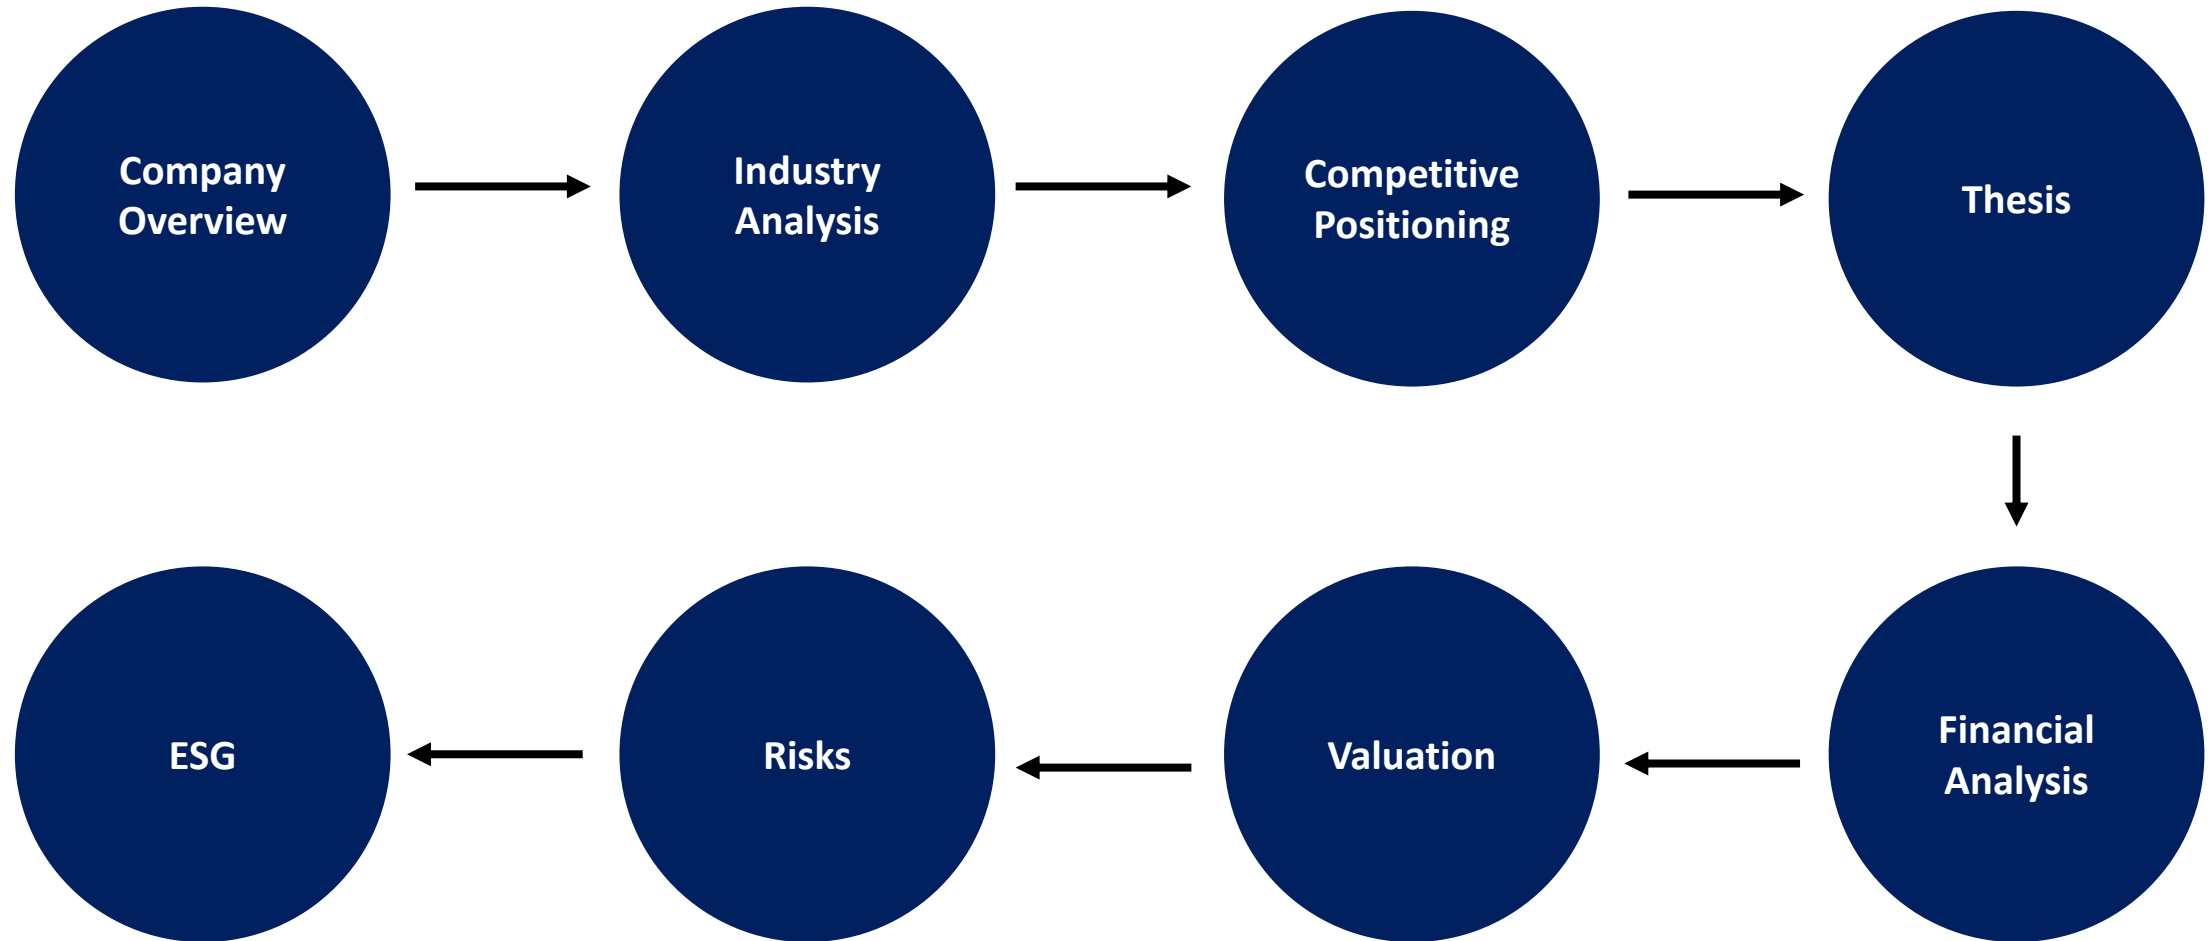 Company
Overview
Industry
Analysis
Competitive
Positioning
Thesis
Financial
Analysis
Valuation
Risks
ESG